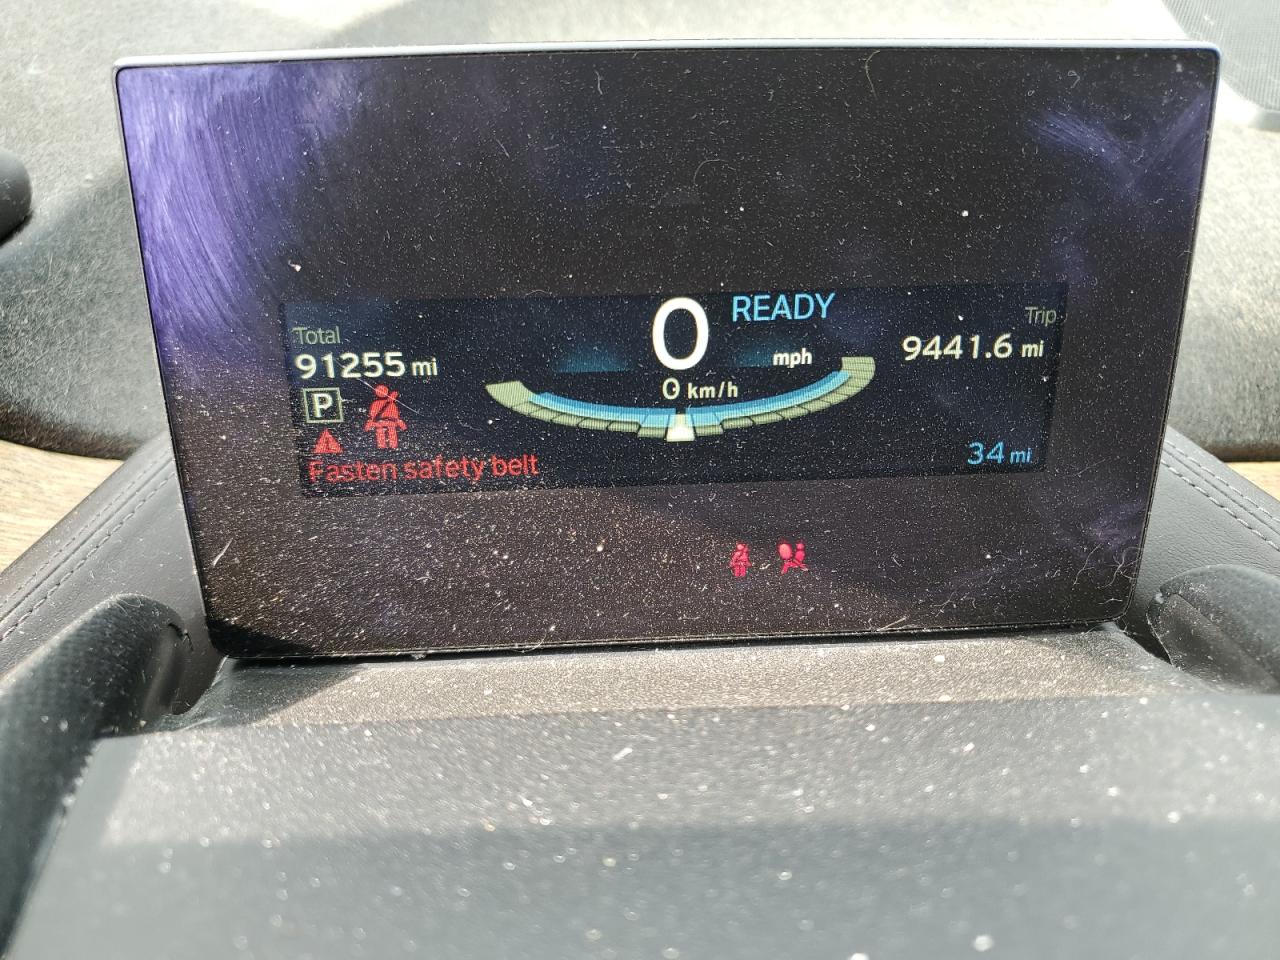 0 READY
mph
0 km/h
Total
91255 mi
P
Fasten safety belt
Trip
9441.6 mi
34 mi